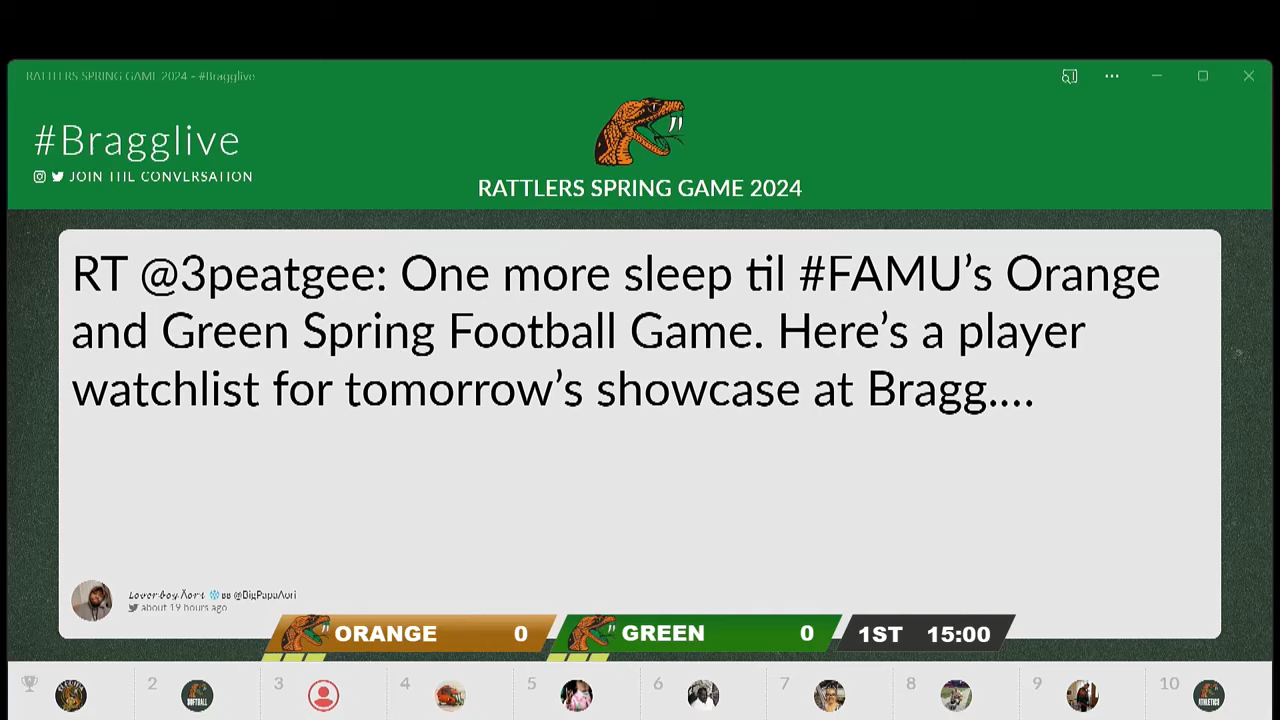 RATTLERS SPRING GAME 2024 - #Bragglive
#Bragglive
JOIN THE CONVERSATION
RATTLERS SPRING GAME 2024
RT @3peatgee: One more sleep til #FAMU’s Orange
and Green Spring Football Game. Here’s a player
watchlist for tomorrow’s showcase at Bragg.…
about 19 hours ago
ORANGE 0
GREEN 0
1ST 15:00
2 3 4 5 6 7 8 9 10
SOFTBALL
ATHLETICS